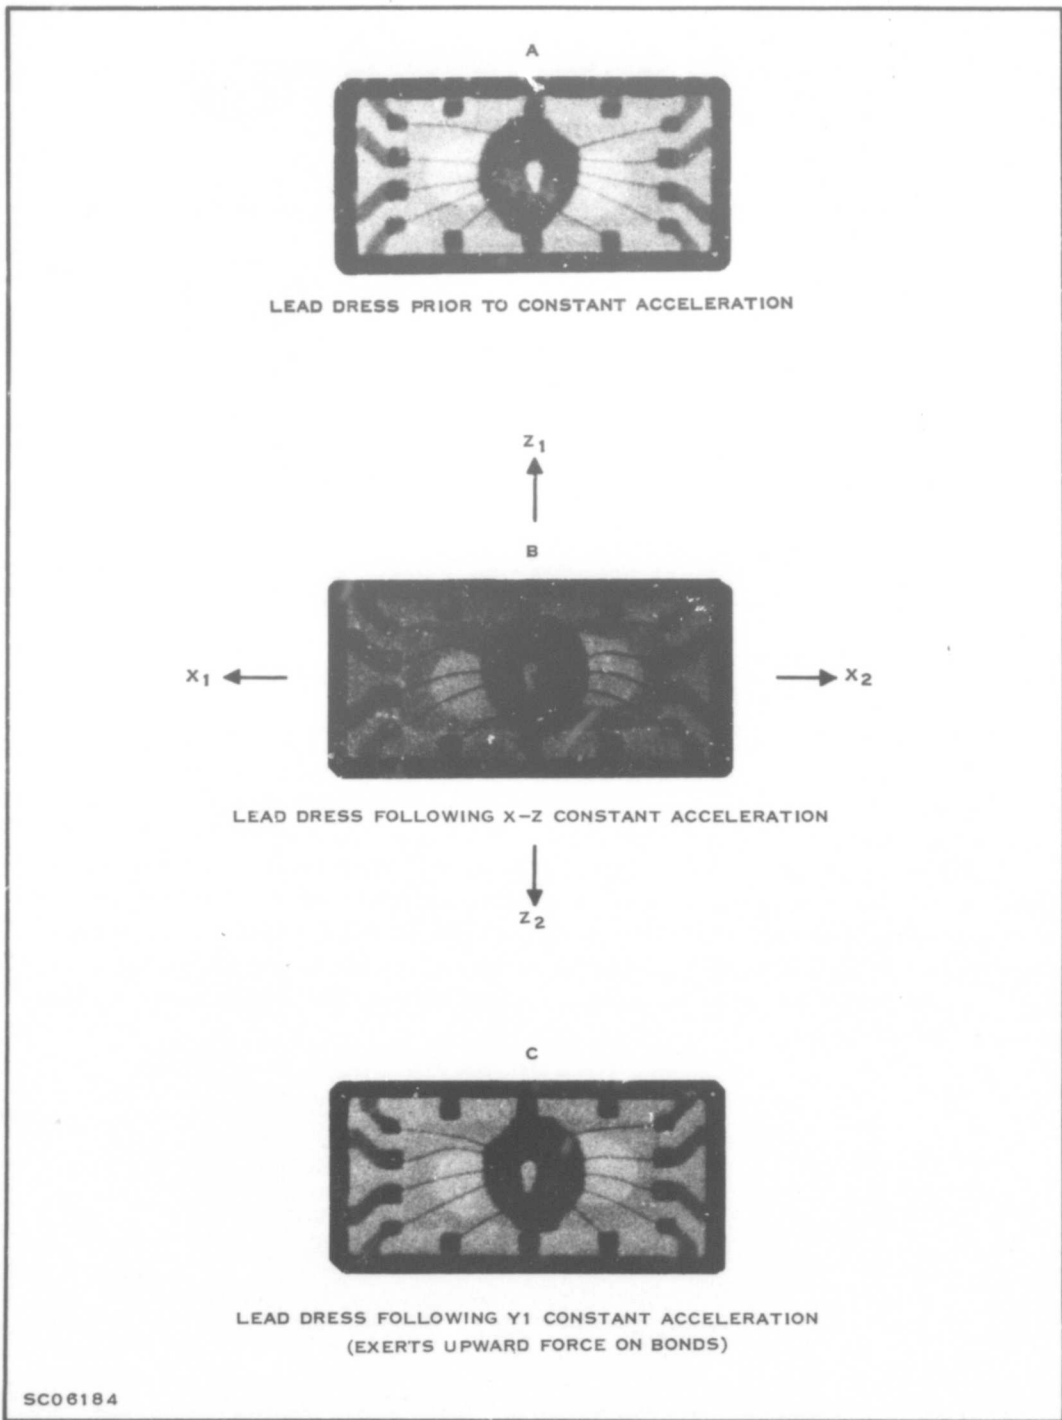 A
LEAD DRESS PRIOR TO CONSTANT ACCELERATION
Z1
B
X1
X2
LEAD DRESS FOLLOWING X-Z CONSTANT ACCELERATION
Z2
C
LEAD DRESS FOLLOWING Y1 CONSTANT ACCELERATION
(EXERTS UPWARD FORCE ON BONDS)
SC06184